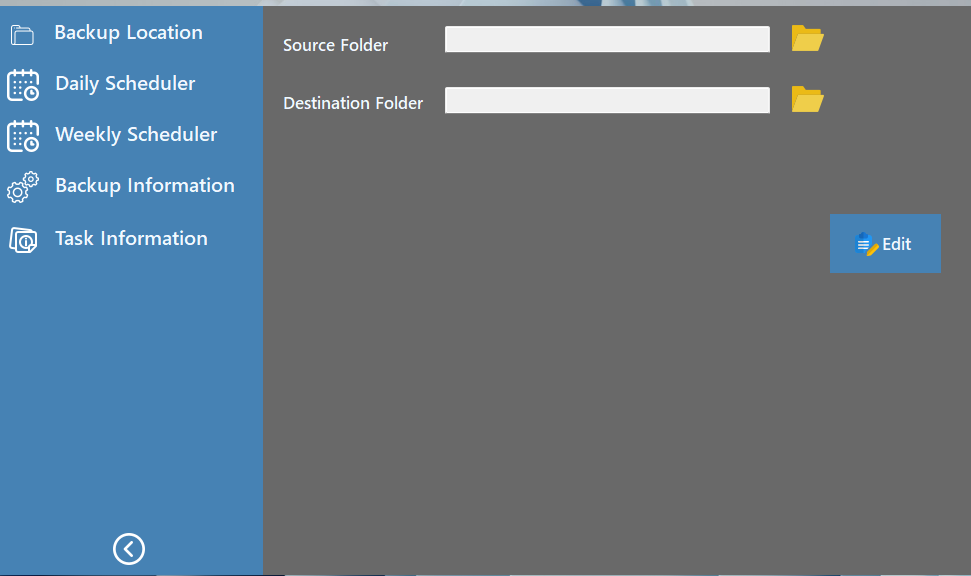 Backup Location
Daily Scheduler
Weekly Scheduler
Backup Information
Task Information
Source Folder
Destination Folder
Edit